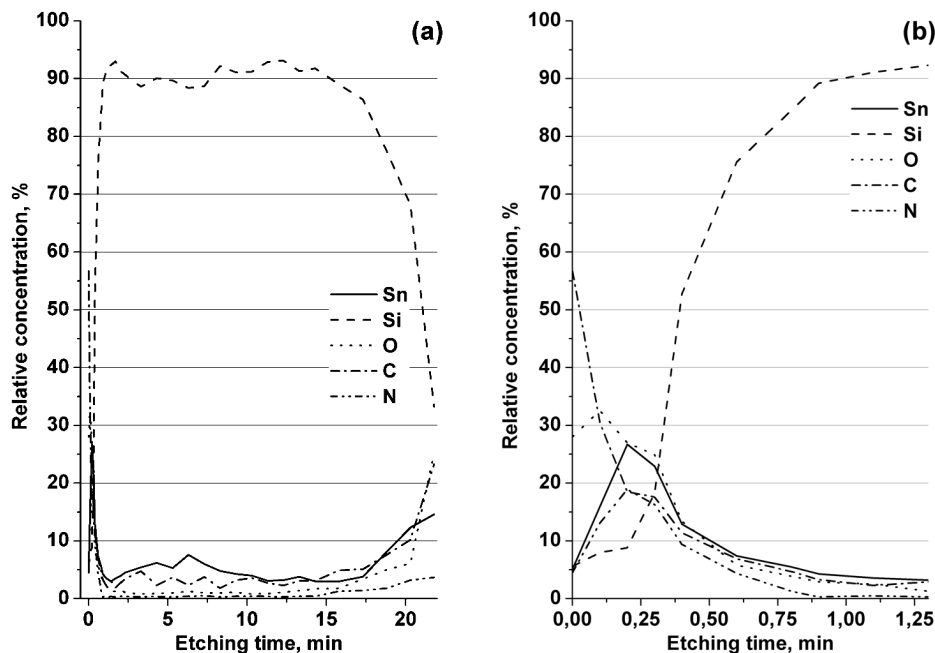 (a)
Relative concentration, %
100
90
80
70
60
50
40
30
20
10
0
0
5
10
15
20
Etching time, min
Sn
Si
O
C
N
(b)
Relative concentration, %
100
90
80
70
60
50
40
30
20
10
0
0,00
0,25
0,50
0,75
1,00
1,25
Etching time, min
Sn
Si
O
C
N